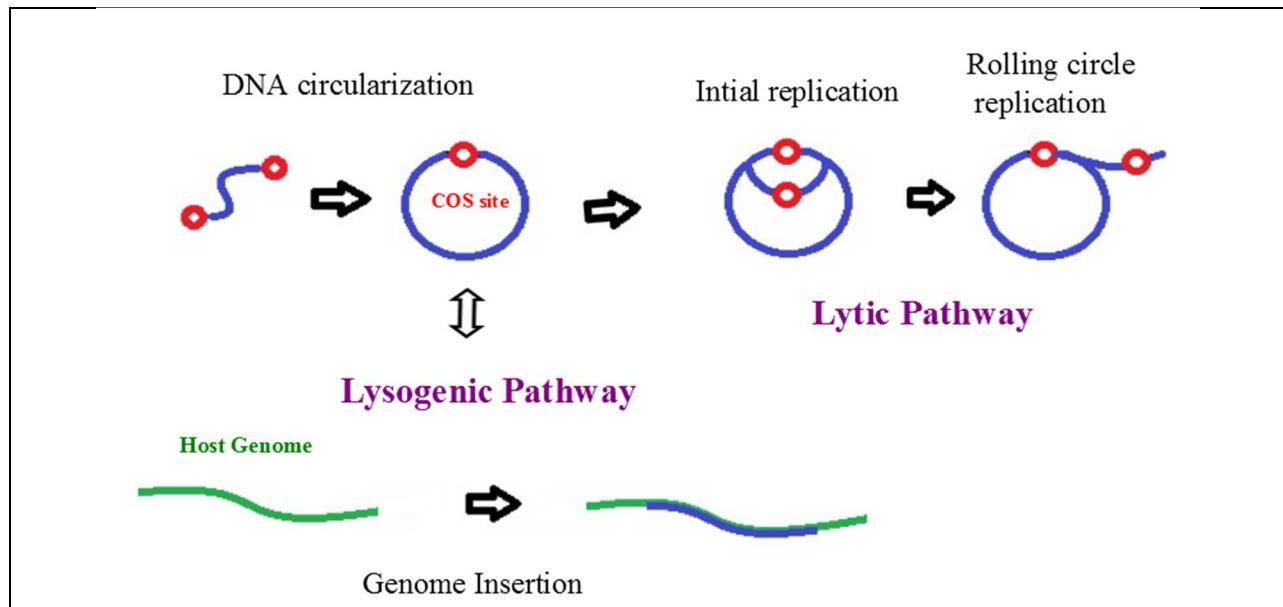 DNA circularization
Intial replication
Rolling circle
replication
COS site
Lytic Pathway
Lysogenic Pathway
Host Genome
Genome Insertion